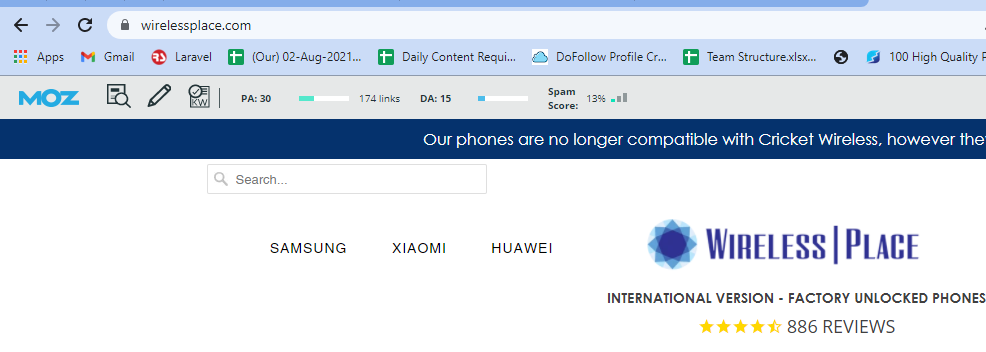 wirelessplace.com
Apps Gmail Laravel (Our) 02-Aug-2021... Daily Content Requi... DoFollow Profile Cr... Team Structure.xlsx... 100 High Quality
MOZ KW PA: 30 174 links DA: 15 Spam Score: 13%
Our phones are no longer compatible with Cricket Wireless, however they
Search...
SAMSUNG XIAOMI HUAWEI
WIRELESS|PLACE
INTERNATIONAL VERSION - FACTORY UNLOCKED PHONES
886 REVIEWS